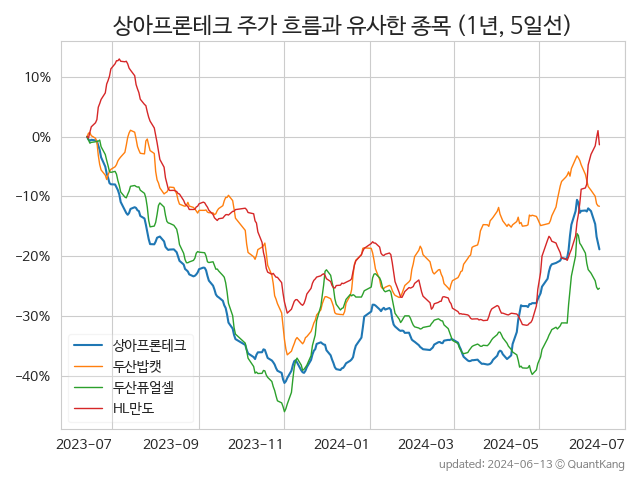 상아프론테크 주가 흐름과 유사한 종목 (1년, 5일선)
10%
0%
−10%
−20%
−30%
−40%
상아프론테크
두산밥캣
두산퓨얼셀
HL만도
2023-07 2023-09 2023-11 2024-01 2024-03 2024-05 2024-07
updated: 2024-06-13 © QuantKang